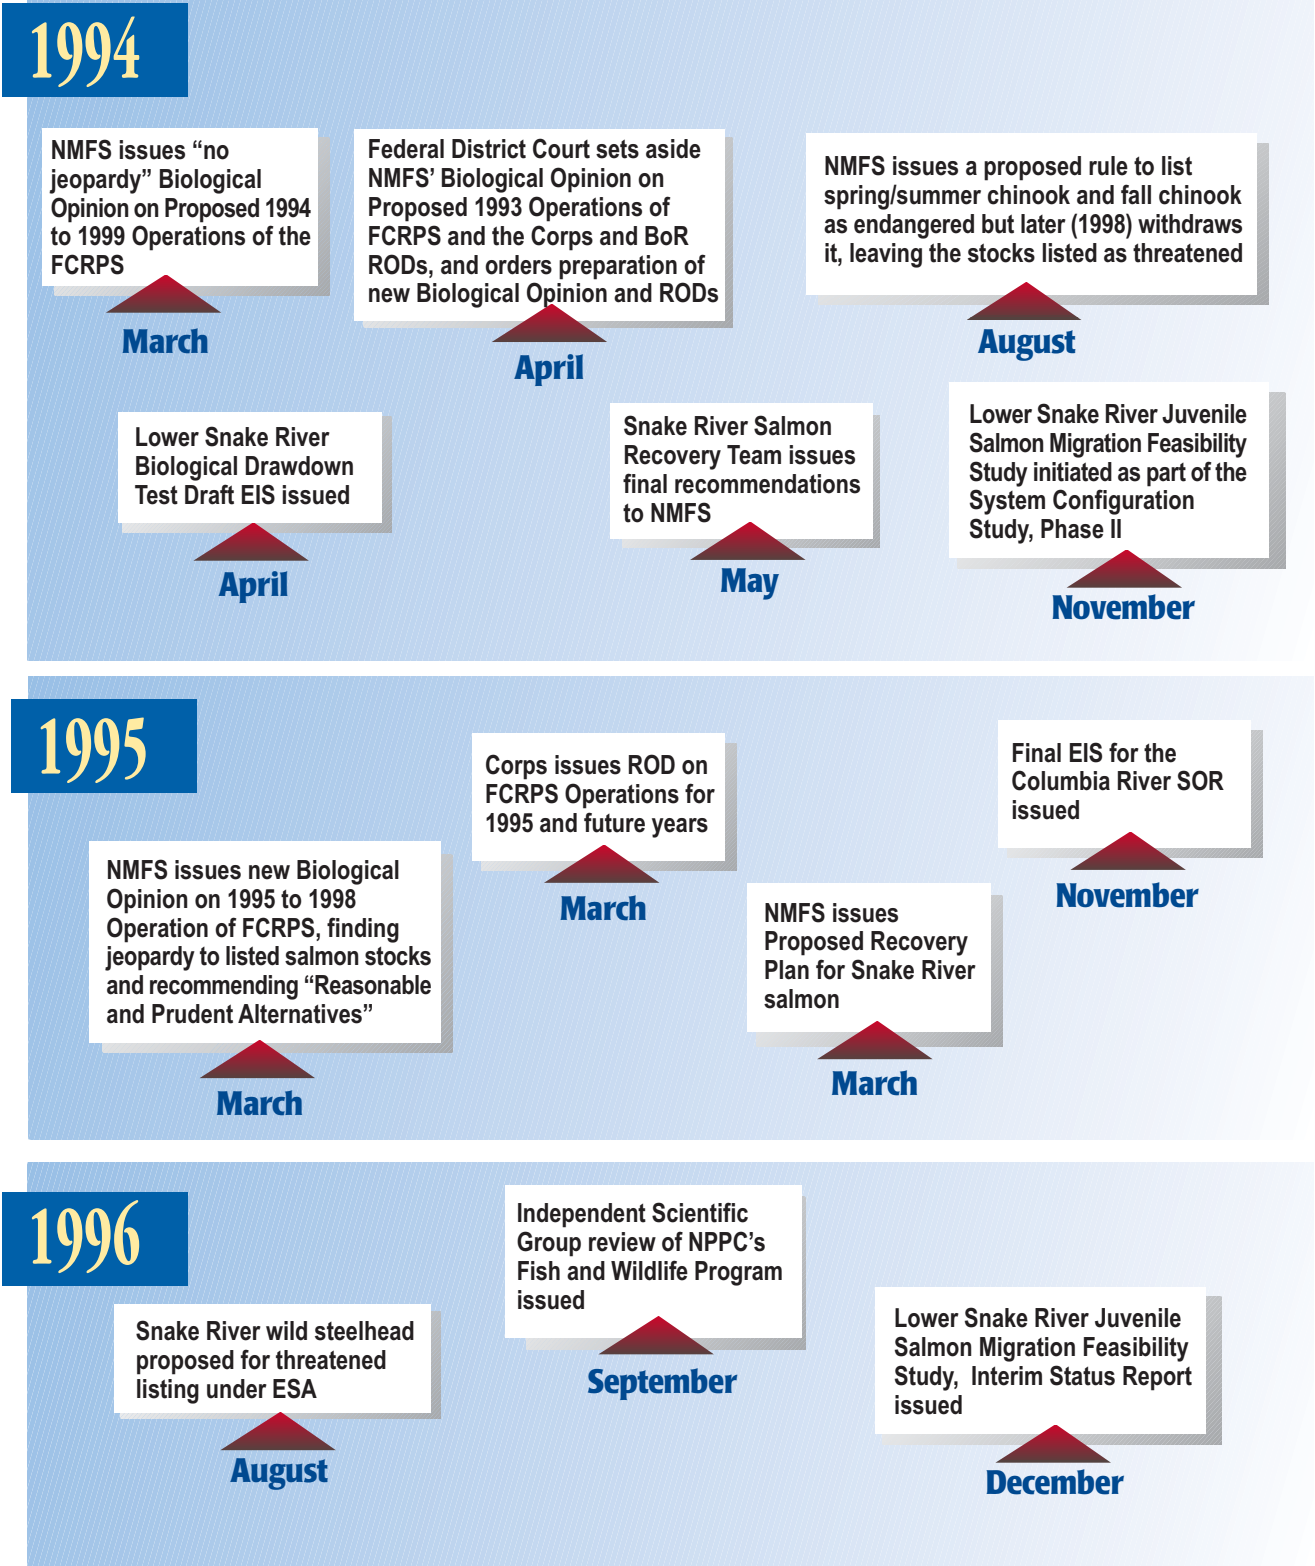 1994
NMFS issues “no
jeopardy” Biological
Opinion on Proposed 1994
to 1999 Operations of the
FCRPS
March
Federal District Court sets aside
NMFS’ Biological Opinion on
Proposed 1993 Operations of
FCRPS and the Corps and BoR
RODs, and orders preparation of
new Biological Opinion and RODs
April
NMFS issues a proposed rule to list
spring/summer chinook and fall chinook
as endangered but later (1998) withdraws
it, leaving the stocks listed as threatened
August
Lower Snake River
Biological Drawdown
Test Draft EIS issued
April
Snake River Salmon
Recovery Team issues
final recommendations
to NMFS
May
Lower Snake River Juvenile
Salmon Migration Feasibility
Study initiated as part of the
System Configuration
Study, Phase II
November
1995
NMFS issues new Biological
Opinion on 1995 to 1998
Operation of FCRPS, finding
jeopardy to listed salmon stocks
and recommending “Reasonable
and Prudent Alternatives”
March
Corps issues ROD on
FCRPS Operations for
1995 and future years
March
NMFS issues
Proposed Recovery
Plan for Snake River
salmon
March
Final EIS for the
Columbia River SOR
issued
November
1996
Snake River wild steelhead
proposed for threatened
listing under ESA
August
Independent Scientific
Group review of NPPC’s
Fish and Wildlife Program
issued
September
Lower Snake River Juvenile
Salmon Migration Feasibility
Study,  Interim Status Report
issued
December